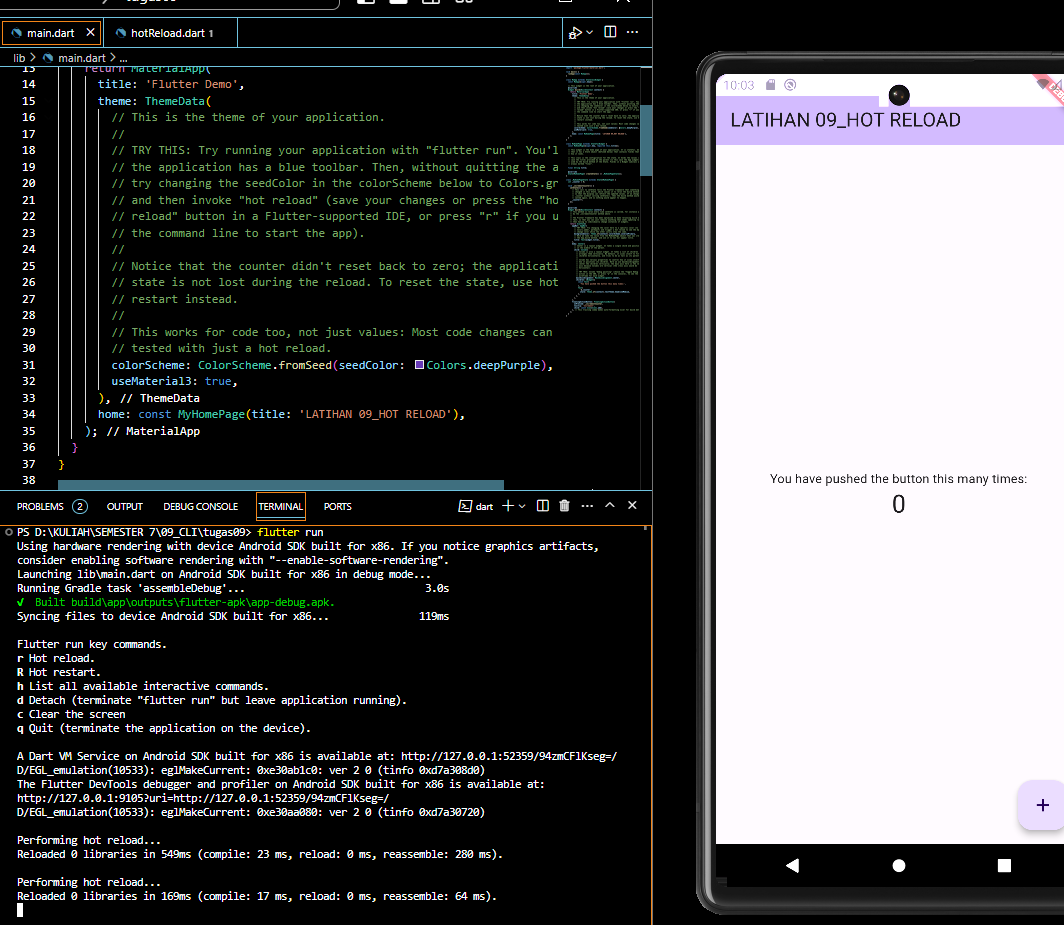 main.dart
hotReload.dart 1
lib > main.dart > ...
13 return MaterialApp(
14 title: 'Flutter Demo',
15 theme: ThemeData(
16 // This is the theme of your application.
17 //
18 // TRY THIS: Try running your application with "flutter run". You'l
19 // the application has a blue toolbar. Then, without quitting the a
20 // try changing the seedColor in the colorScheme below to Colors.gr
21 // and then invoke "hot reload" (save your changes or press the "ho
22 // reload" button in a Flutter-supported IDE, or press "r" if you u
23 // the command line to start the app).
24 //
25 // Notice that the counter didn't reset back to zero; the applicati
26 // state is not lost during the reload. To reset the state, use hot
27 // restart instead.
28 //
29 // This works for code too, not just values: Most code changes can
30 // tested with just a hot reload.
31 colorScheme: ColorScheme.fromSeed(seedColor: Colors.deepPurple),
32 useMaterial3: true,
33 ), // ThemeData
34 home: const MyHomePage(title: 'LATIHAN 09_HOT RELOAD'),
35 ); // MaterialApp
36 }
37 }
38
PROBLEMS 2 OUTPUT DEBUG CONSOLE TERMINAL PORTS dart
PS D:\KULIAH\SEMESTER 7\09_CLI\tugas09> flutter run
Using hardware rendering with device Android SDK built for x86. If you notice graphics artifacts,
consider enabling software rendering with "--enable-software-rendering".
Launching lib\main.dart on Android SDK built for x86 in debug mode...
Running Gradle task 'assembleDebug'... 3.0s
√ Built build\app\outputs\flutter-apk\app-debug.apk.
Syncing files to device Android SDK built for x86... 119ms
Flutter run key commands.
r Hot reload.
R Hot restart.
h List all available interactive commands.
d Detach (terminate "flutter run" but leave application running).
c Clear the screen
q Quit (terminate the application on the device).
A Dart VM Service on Android SDK built for x86 is available at: http://127.0.0.1:52359/94zmCFlKseg=/
D/EGL_emulation(10533): eglMakeCurrent: 0xe30ab1c0: ver 2 0 (tinfo 0xd7a308d0)
The Flutter DevTools debugger and profiler on Android SDK built for x86 is available at:
http://127.0.0.1:9105?uri=http://127.0.0.1:52359/94zmCFlKseg=/
D/EGL_emulation(10533): eglMakeCurrent: 0xe30aa080: ver 2 0 (tinfo 0xd7a30720)
Performing hot reload...
Reloaded 0 libraries in 549ms (compile: 23 ms, reload: 0 ms, reassemble: 280 ms).
Performing hot reload...
Reloaded 0 libraries in 169ms (compile: 17 ms, reload: 0 ms, reassemble: 64 ms).
10:03
LATIHAN 09_HOT RELOAD
You have pushed the button this many times:
0
+